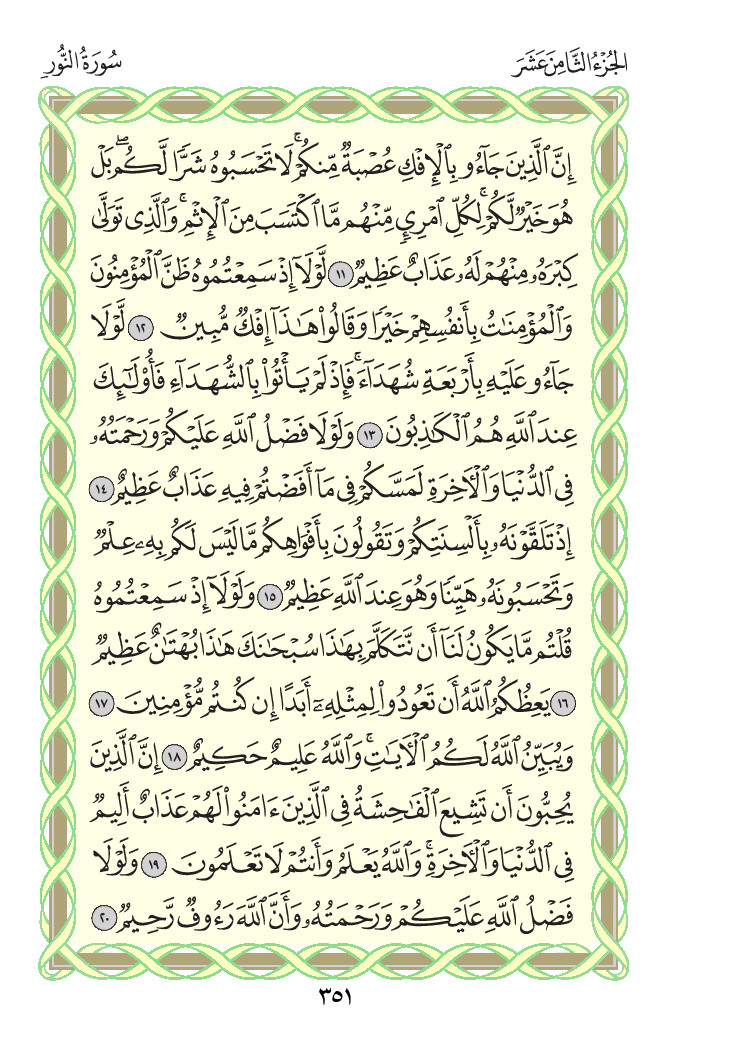 الجُزْءُ الثَّامِنَ عَشَرَ
سُورَةُ النُّورِ
إِنَّ ٱلَّذِينَ جَآءُو بِٱلْإِفْكِ عُصْبَةٌ مِّنكُمْۚ لَا تَحْسَبُوهُ شَرًّا لَّكُمۖ بَلْ
هُوَ خَيْرٌ لَّكُمْۚ لِكُلِّ ٱمْرِئٍ مِّنْهُم مَّا ٱكْتَسَبَ مِنَ ٱلْإِثْمِۚ وَٱلَّذِى تَوَلَّىٰ
كِبْرَهُۥ مِنْهُمْ لَهُۥ عَذَابٌ عَظِيمٌ ١١ لَّوْلَآ إِذْ سَمِعْتُمُوهُ ظَنَّ ٱلْمُؤْمِنُونَ
وَٱلْمُؤْمِنَٰتُ بِأَنفُسِهِمْ خَيْرًا وَقَالُوا۟ هَٰذَآ إِفْكٌ مُّبِينٌ ١٢ لَّوْلَا
جَآءُو عَلَيْهِ بِأَرْبَعَةِ شُهَدَآءَۚ فَإِذْ لَمْ يَأْتُوا۟ بِٱلشُّهَدَآءِ فَأُو۟لَٰٓئِكَ
عِندَ ٱللَّهِ هُمُ ٱلْكَٰذِبُونَ ١٣ وَلَوْلَا فَضْلُ ٱللَّهِ عَلَيْكُمْ وَرَحْمَتُهُۥ
فِى ٱلدُّنْيَا وَٱلْءَاخِرَةِ لَمَسَّكُمْ فِى مَآ أَفَضْتُمْ فِيهِ عَذَابٌ عَظِيمٌ ١٤
إِذْ تَلَقَّوْنَهُۥ بِأَلْسِنَتِكُمْ وَتَقُولُونَ بِأَفْوَاهِكُم مَّا لَيْسَ لَكُم بِهِۦ عِلْمٌ
وَتَحْسَبُونَهُۥ هَيِّنًا وَهُوَ عِندَ ٱللَّهِ عَظِيمٌ ١٥ وَلَوْلَآ إِذْ سَمِعْتُمُوهُ
قُلْتُم مَّا يَكُونُ لَنَآ أَن نَّتَكَلَّمَ بِهَٰذَا سُبْحَٰنَكَ هَٰذَا بُهْتَٰنٌ عَظِيمٌ
١٦ يَعِظُكُمُ ٱللَّهُ أَن تَعُودُوا۟ لِمِثْلِهِۦٓ أَبَدًا إِن كُنتُم مُّؤْمِنِينَ ١٧
وَيُبَيِّنُ ٱللَّهُ لَكُمُ ٱلْءَايَٰتِۚ وَٱللَّهُ عَلِيمٌ حَكِيمٌ ١٨ إِنَّ ٱلَّذِينَ
يُحِبُّونَ أَن تَشِيعَ ٱلْفَٰحِشَةُ فِى ٱلَّذِينَ ءَامَنُوا۟ لَهُمْ عَذَابٌ أَلِيمٌ
فِى ٱلدُّنْيَا وَٱلْءَاخِرَةِۚ وَٱللَّهُ يَعْلَمُ وَأَنتُمْ لَا تَعْلَمُونَ ١٩ وَلَوْلَا
فَضْلُ ٱللَّهِ عَلَيْكُمْ وَرَحْمَتُهُۥ وَأَنَّ ٱللَّهَ رَءُوفٌ رَّحِيمٌ ٢٠
٣٥١